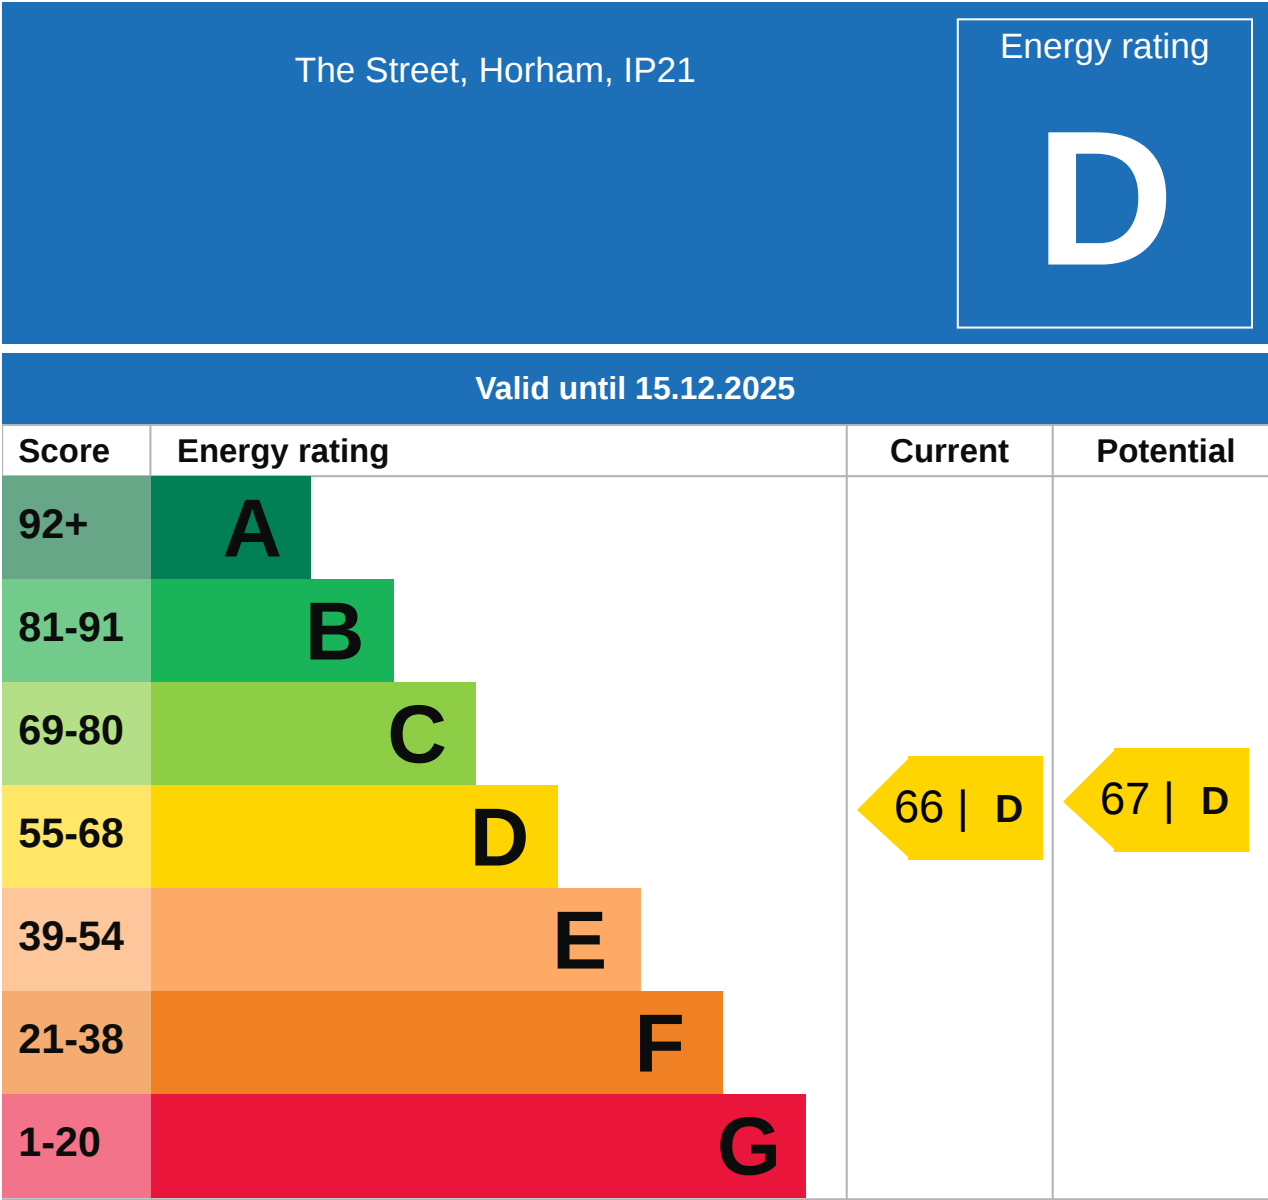 The Street, Horham, IP21
Energy rating
D
Valid until 15.12.2025
Score Energy rating Current Potential
92+ A
81-91 B
69-80 C
55-68 D 66 | D 67 | D
39-54 E
21-38 F
1-20 G